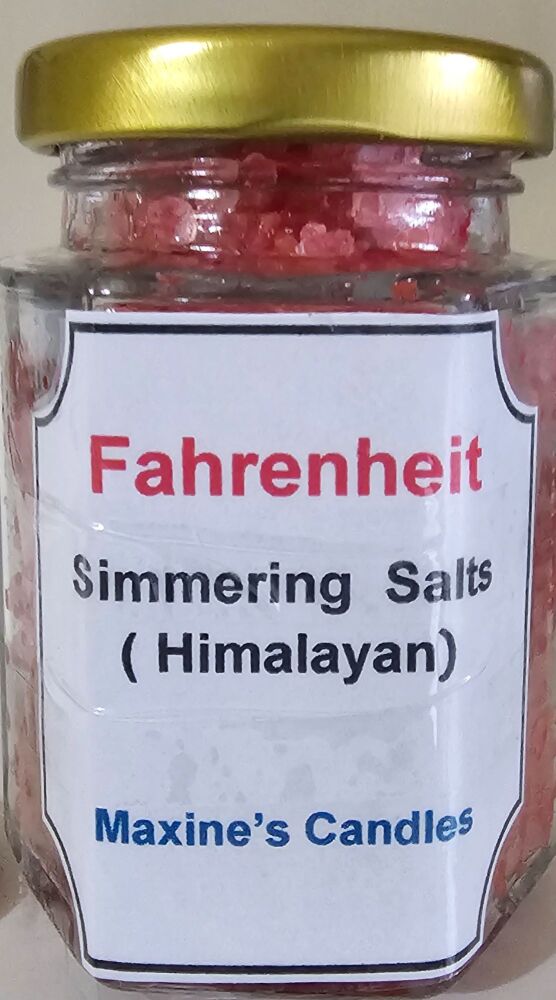 Fahrenheit
Simmering Salts
( Himalayan)
Maxine's Candles